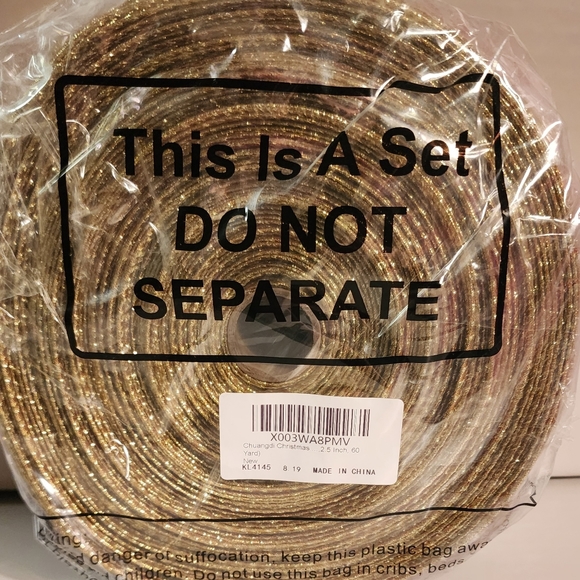 This Is A Set
DO NOT
SEPARATE
X003WA8PMV
Chuangdi Christmas 2.5 Inch, 60
Yard)
New
KL4145 8 19 MADE IN CHINA
danger of suffocation, keep this plastic bag away
children. Do not use this bag in cribs, beds